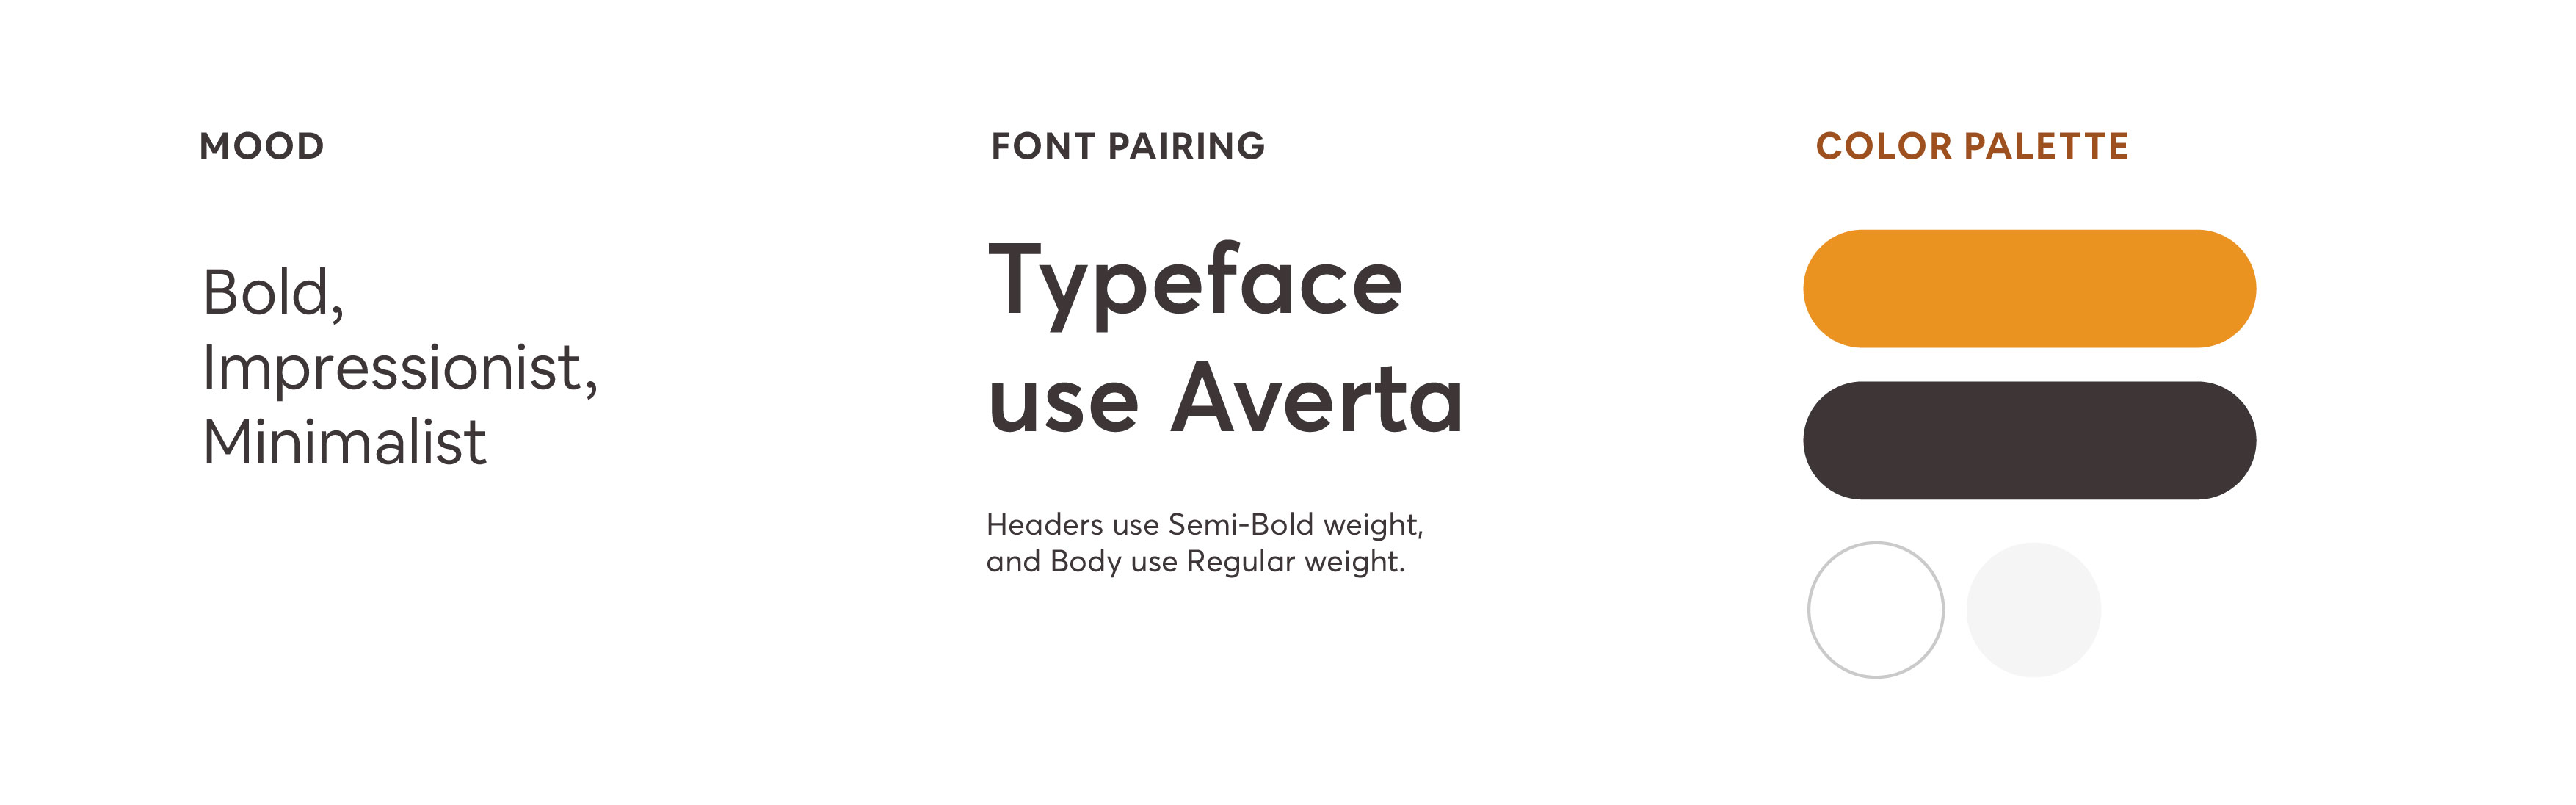 MOOD
Bold,
Impressionist,
Minimalist
FONT PAIRING
Typeface
use Averta
Headers use Semi-Bold weight,
and Body use Regular weight.
COLOR PALETTE